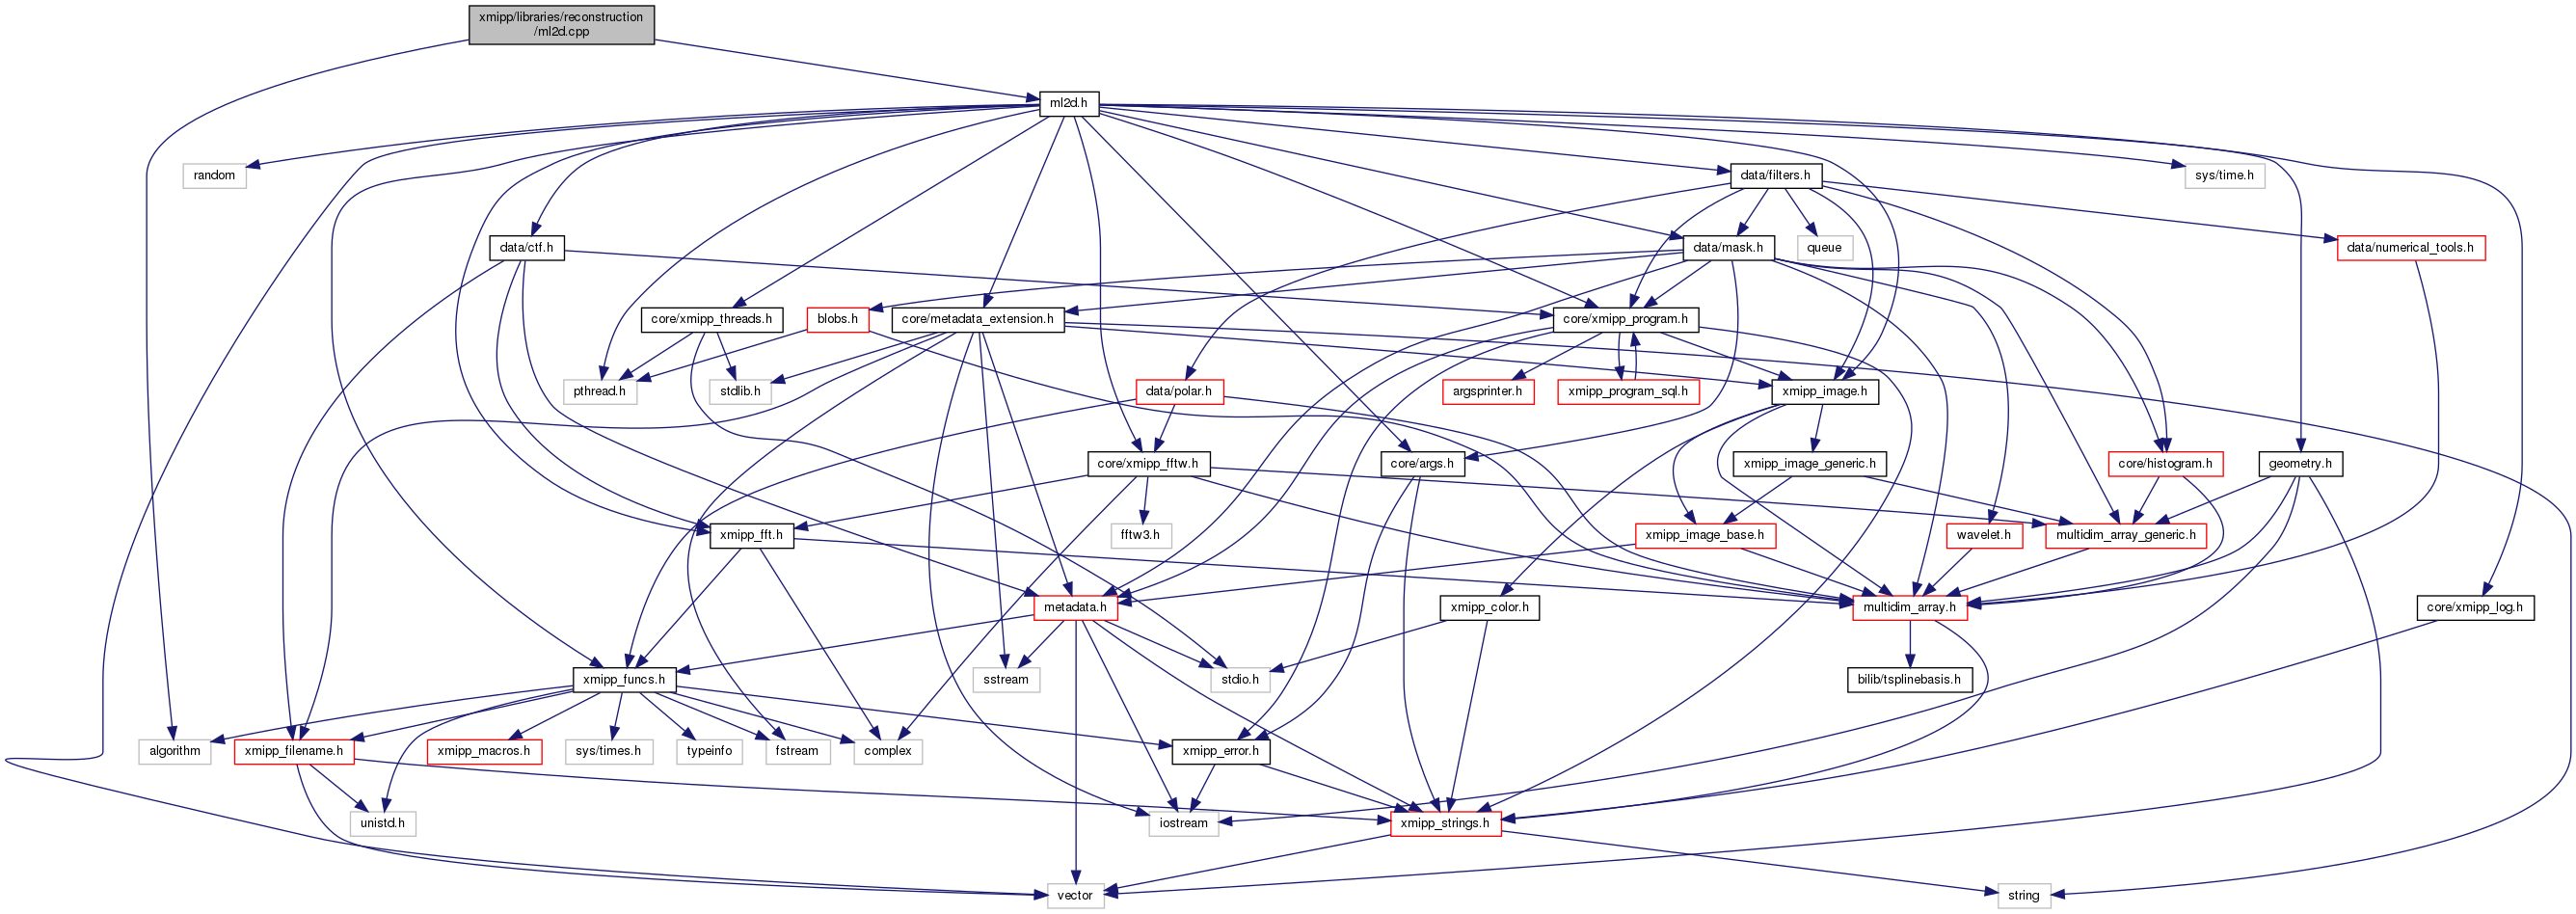 xmipp/libraries/reconstruction
/ml2d.cpp
ml2d.h
random
data/filters.h
sys/time.h
data/ctf.h
data/mask.h
queue
data/numerical_tools.h
core/xmipp_threads.h
blobs.h
core/metadata_extension.h
core/xmipp_program.h
pthread.h
stdlib.h
data/polar.h
argsprinter.h
xmipp_program_sql.h
xmipp_image.h
core/xmipp_fftw.h
core/args.h
xmipp_image_generic.h
core/histogram.h
geometry.h
xmipp_fft.h
fftw3.h
xmipp_image_base.h
wavelet.h
multidim_array_generic.h
metadata.h
xmipp_color.h
multidim_array.h
core/xmipp_log.h
xmipp_funcs.h
sstream
stdio.h
bilib/tsplinebasis.h
algorithm
xmipp_filename.h
xmipp_macros.h
sys/times.h
typeinfo
fstream
complex
xmipp_error.h
unistd.h
iostream
xmipp_strings.h
vector
string